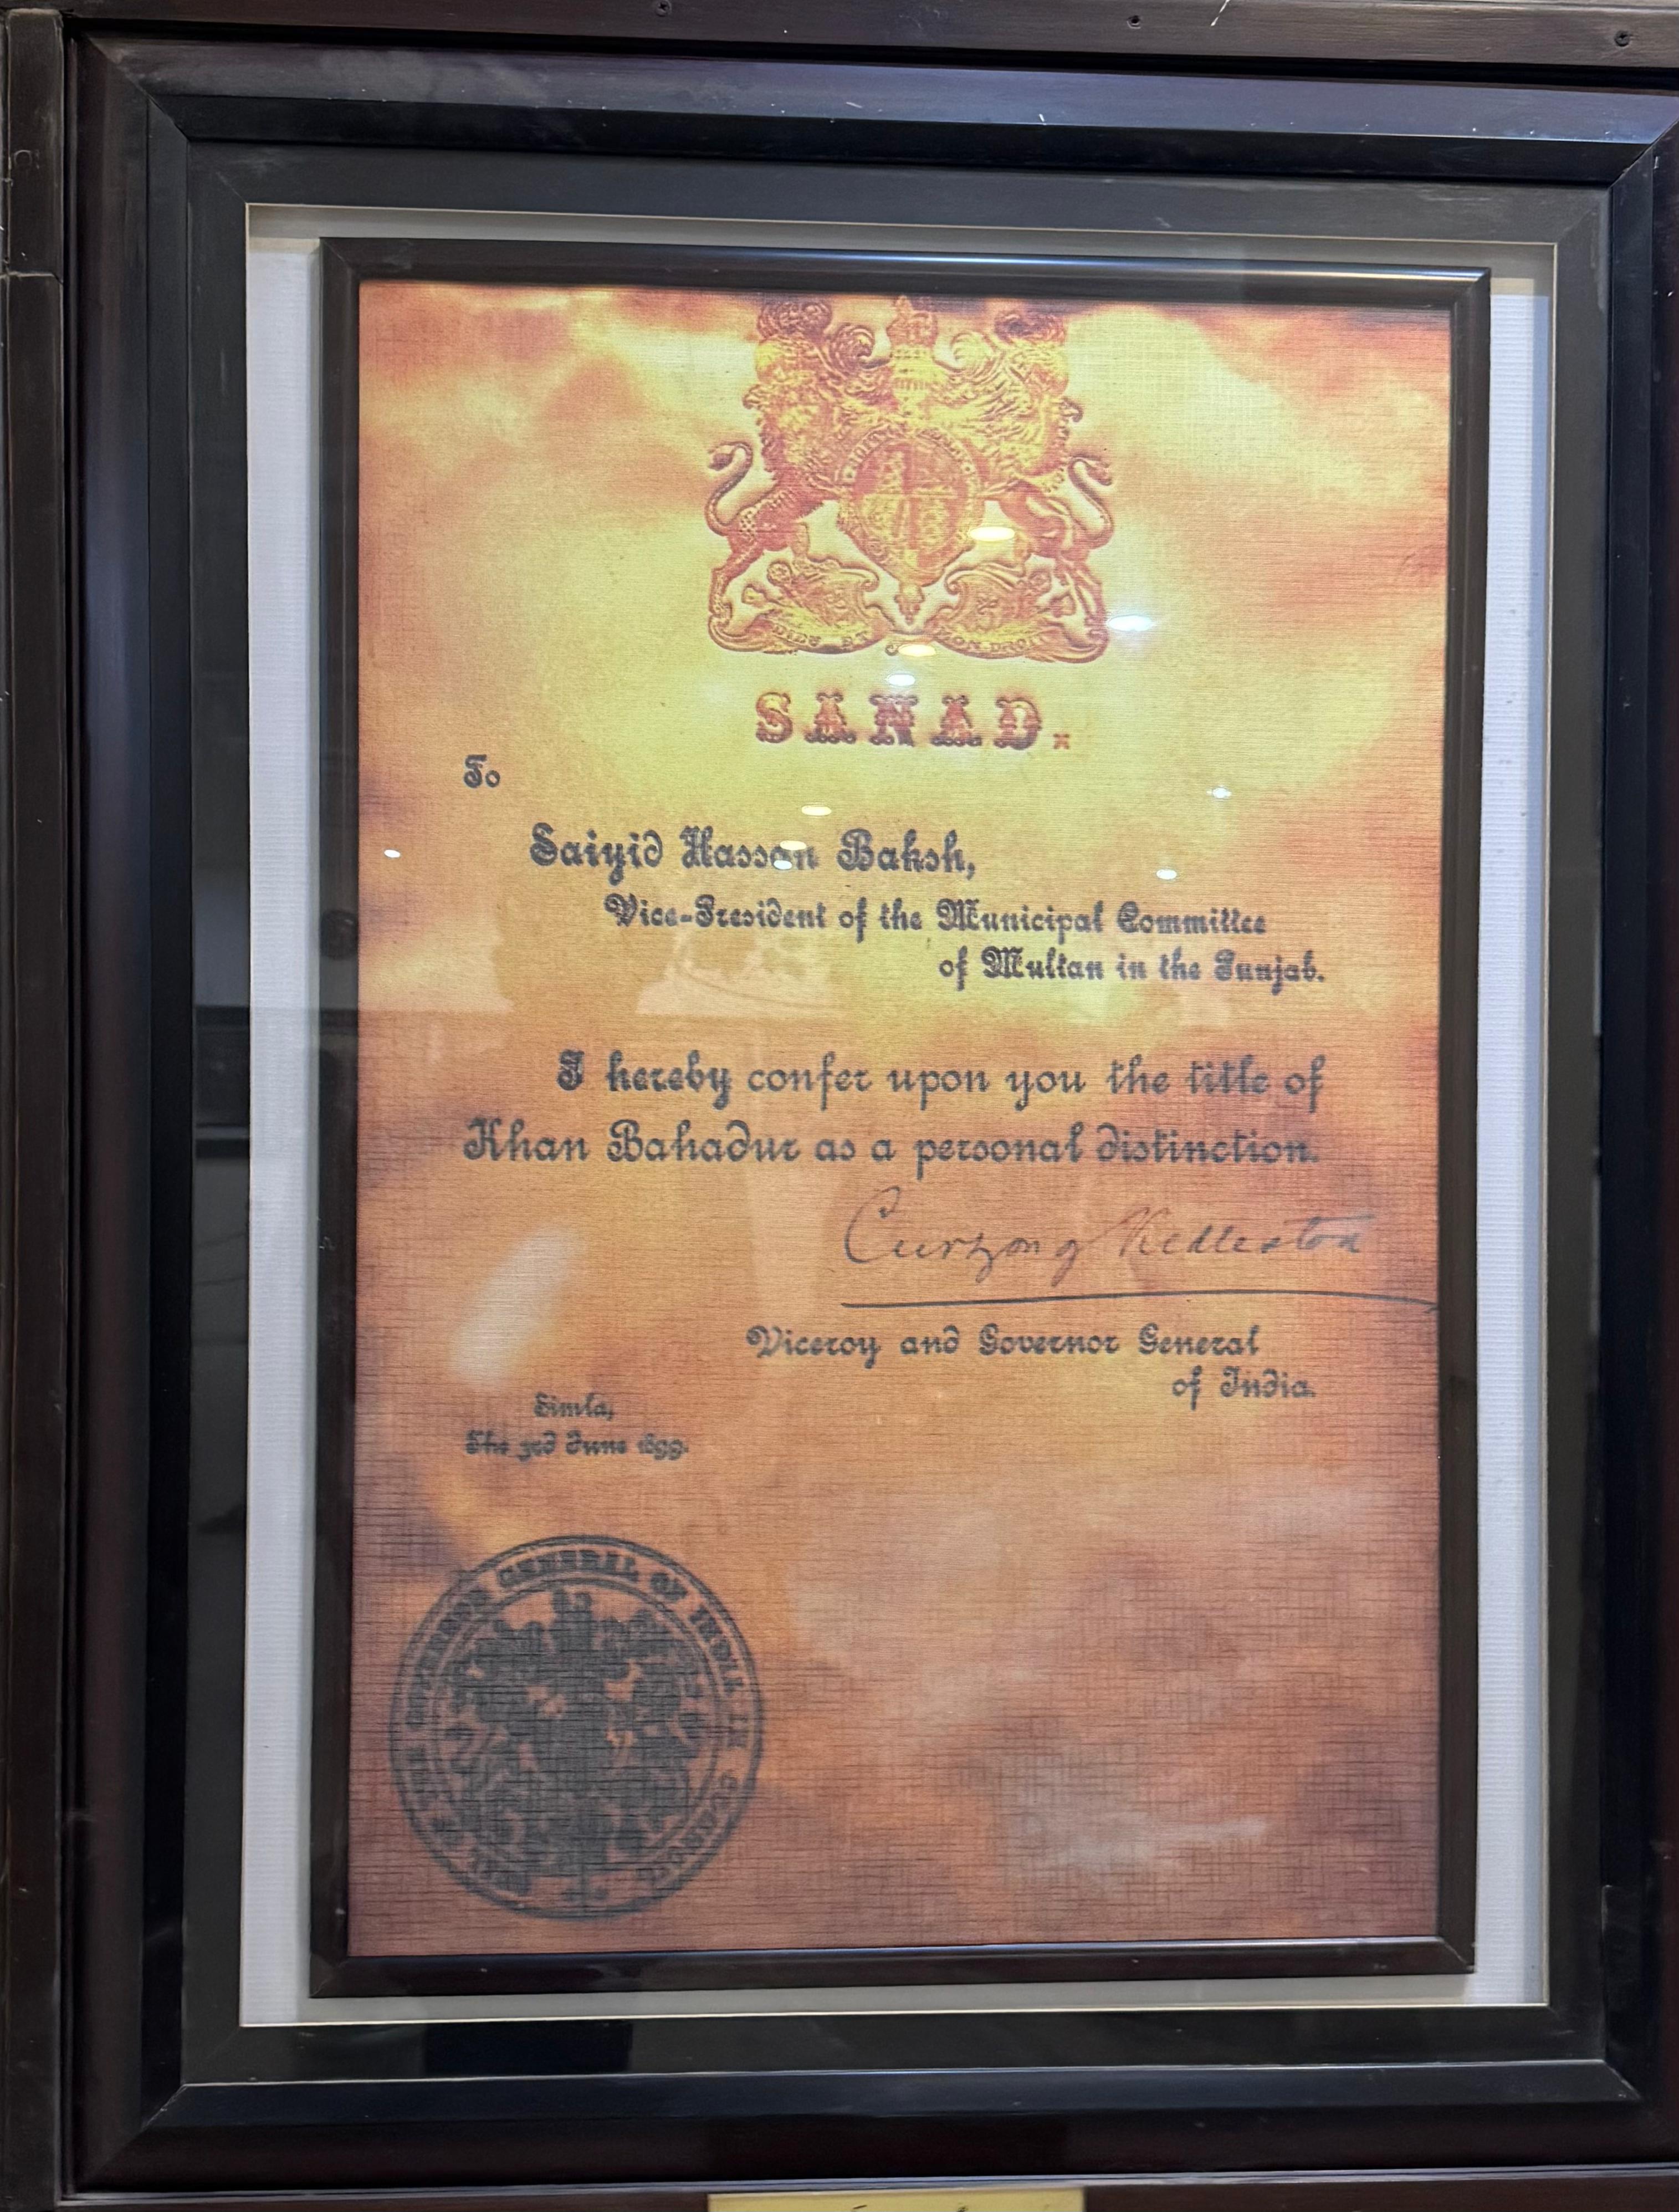 DIEU ET MON DROIT
SANAD.
To
Saiyid Hassan Baksh,
Vice-President of the Municipal Committee
of Multan in the Punjab.
I hereby confer upon you the title of
Khan Bahadur as a personal distinction.
Curzon of Kedleston
Viceroy and Governor General
of India.
Simla,
The 3rd June 1899.
GOVERNOR GENERAL OF INDIA IN COUNCIL